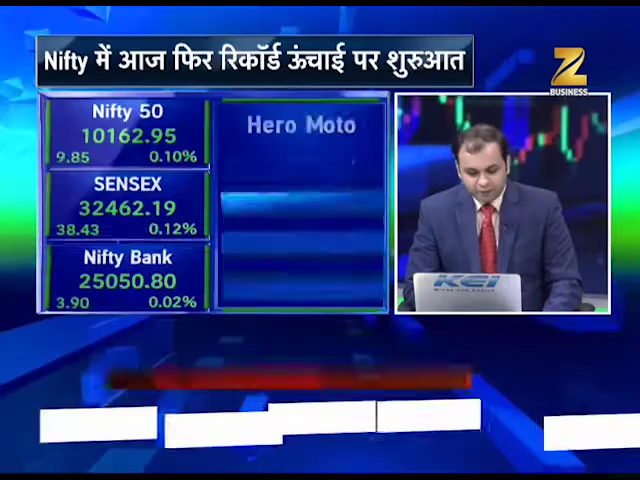 Nifty में आज फिर रिकॉर्ड ऊंचाई पर शुरुआत
Z
BUSINESS
Nifty 50
10162.95
9.85 0.10%
SENSEX
32462.19
38.43 0.12%
Nifty Bank
25050.80
3.90 0.02%
Hero Moto
KEI